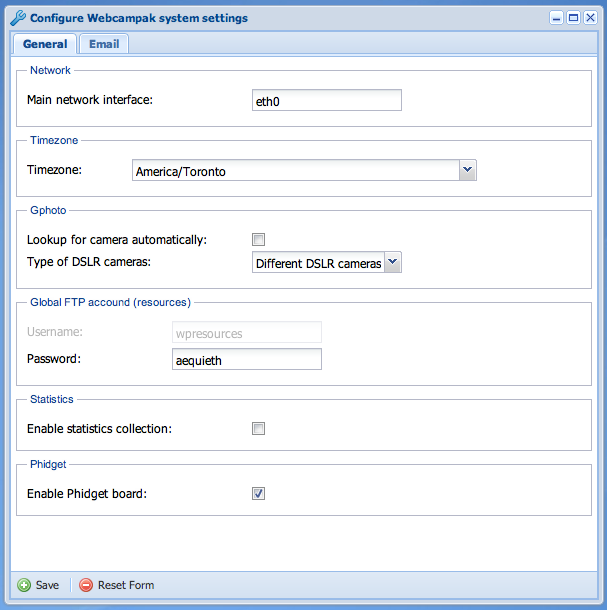 Configure Webcampak system settings
General Email
Network
Main network interface: eth0
Timezone
Timezone: America/Toronto
Gphoto
Lookup for camera automatically:
Type of DSLR cameras: Different DSLR cameras
Global FTP accound (resources)
Username: wpresources
Password: aequieth
Statistics
Enable statistics collection:
Phidget
Enable Phidget board:
Save Reset Form